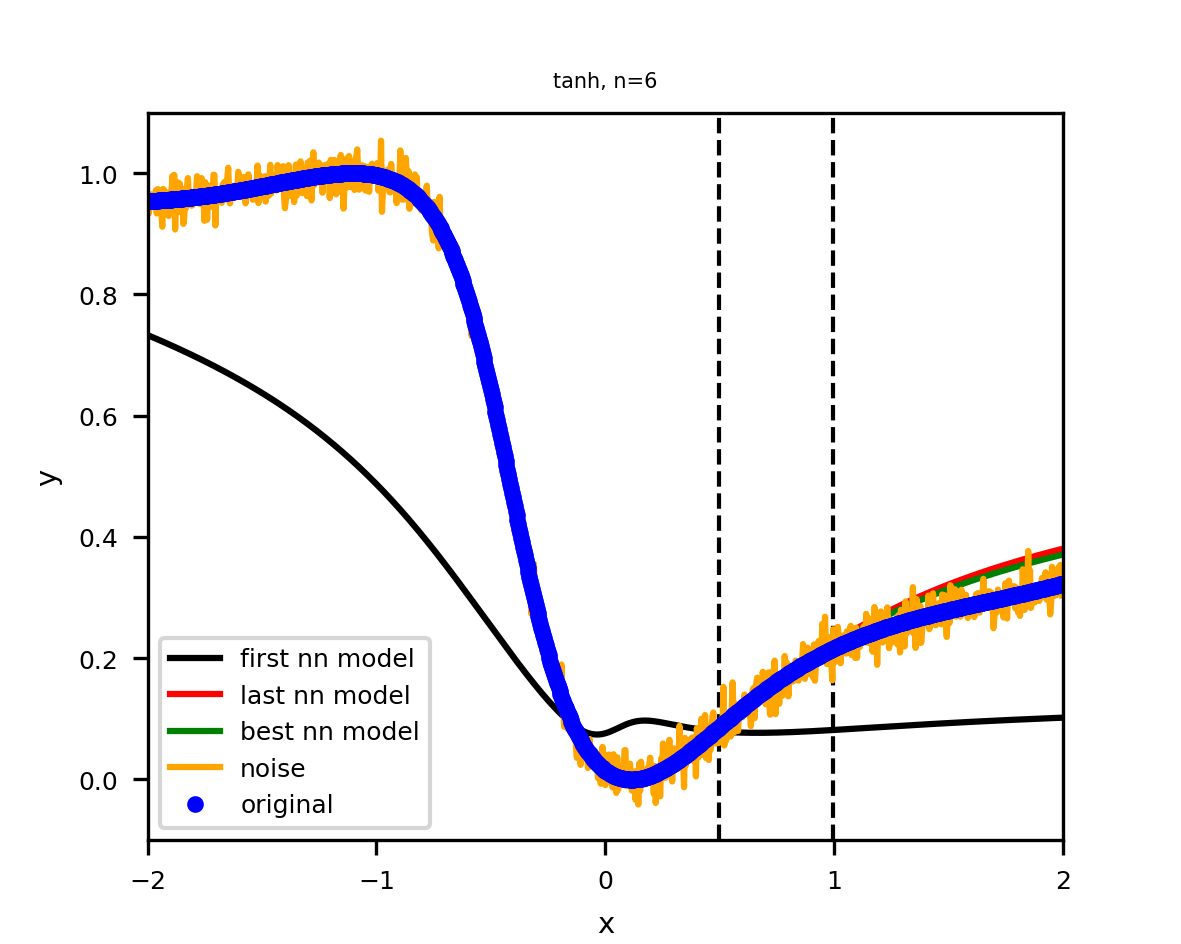 tanh, n=6
1.0
0.8
0.6
0.4
0.2
0.0
y
first nn model
last nn model
best nn model
noise
original
−2
−1
0
1
2
x